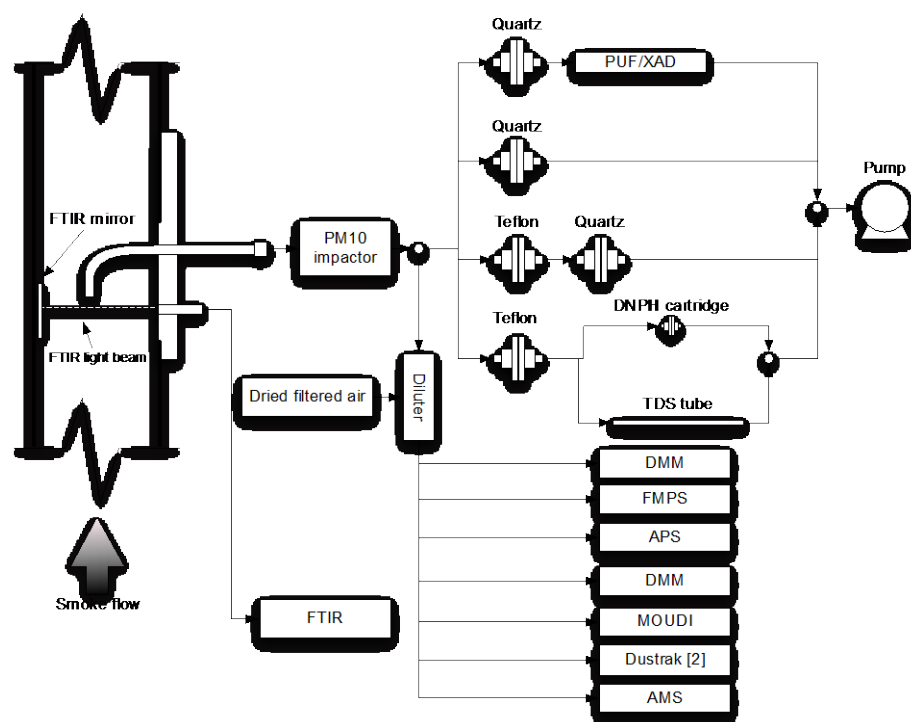 Quartz
PUF/XAD
Quartz
Pump
FTIR mirror
PM10
impactor
Teflon
Quartz
DNPH cartridge
FTIR light beam
Teflon
Dried filtered air
Diluter
TDS tube
DMM
FMPS
APS
DMM
Smoke flow
FTIR
MOUDI
Dustrak [2]
AMS